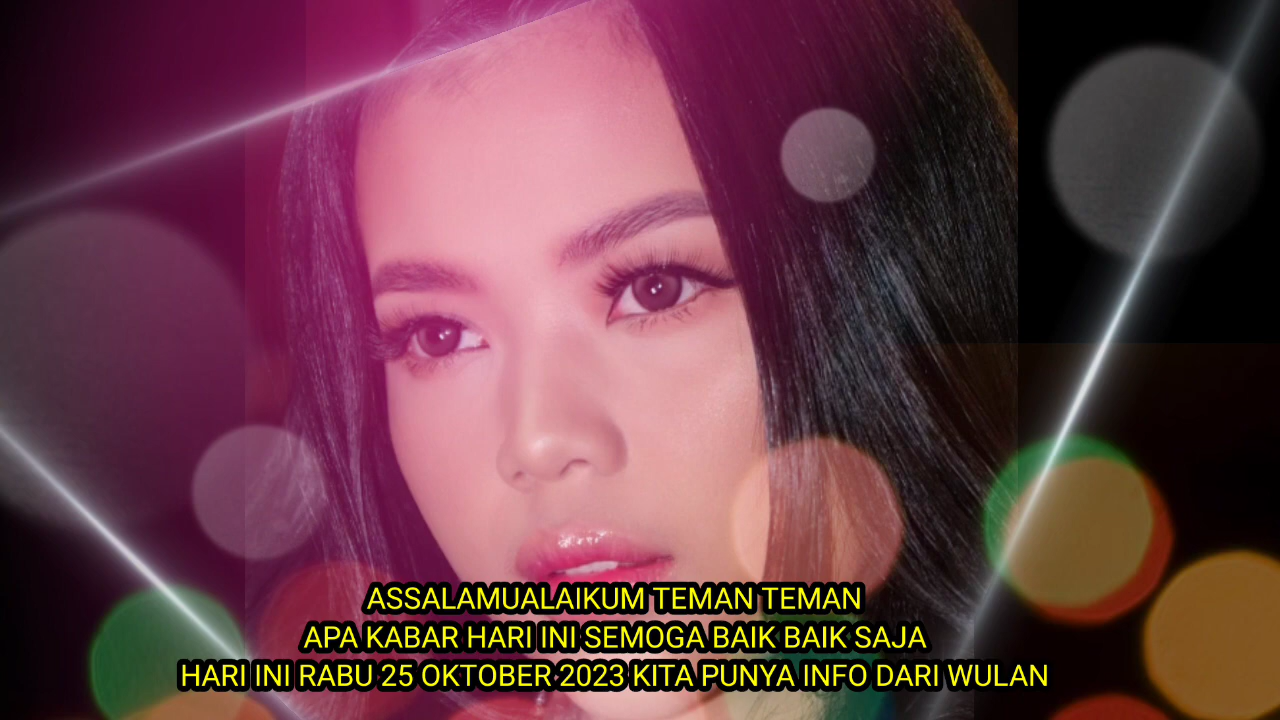 ASSALAMUALAIKUM TEMAN TEMAN
APA KABAR HARI INI SEMOGA BAIK BAIK SAJA
HARI INI RABU 25 OKTOBER 2023 KITA PUNYA INFO DARI WULAN